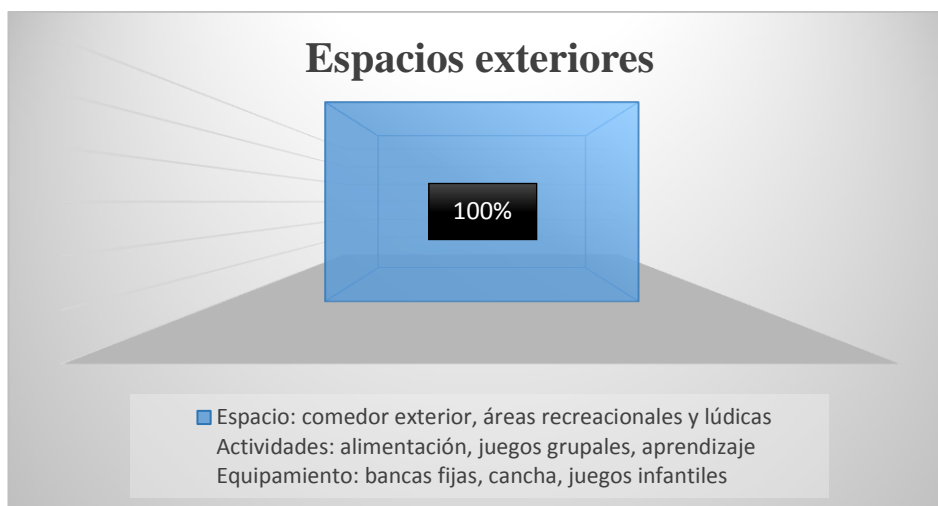 Espacios exteriores
100%
Espacio: comedor exterior, áreas recreacionales y lúdicas
Actividades: alimentación, juegos grupales, aprendizaje
Equipamiento: bancas fijas, cancha, juegos infantiles